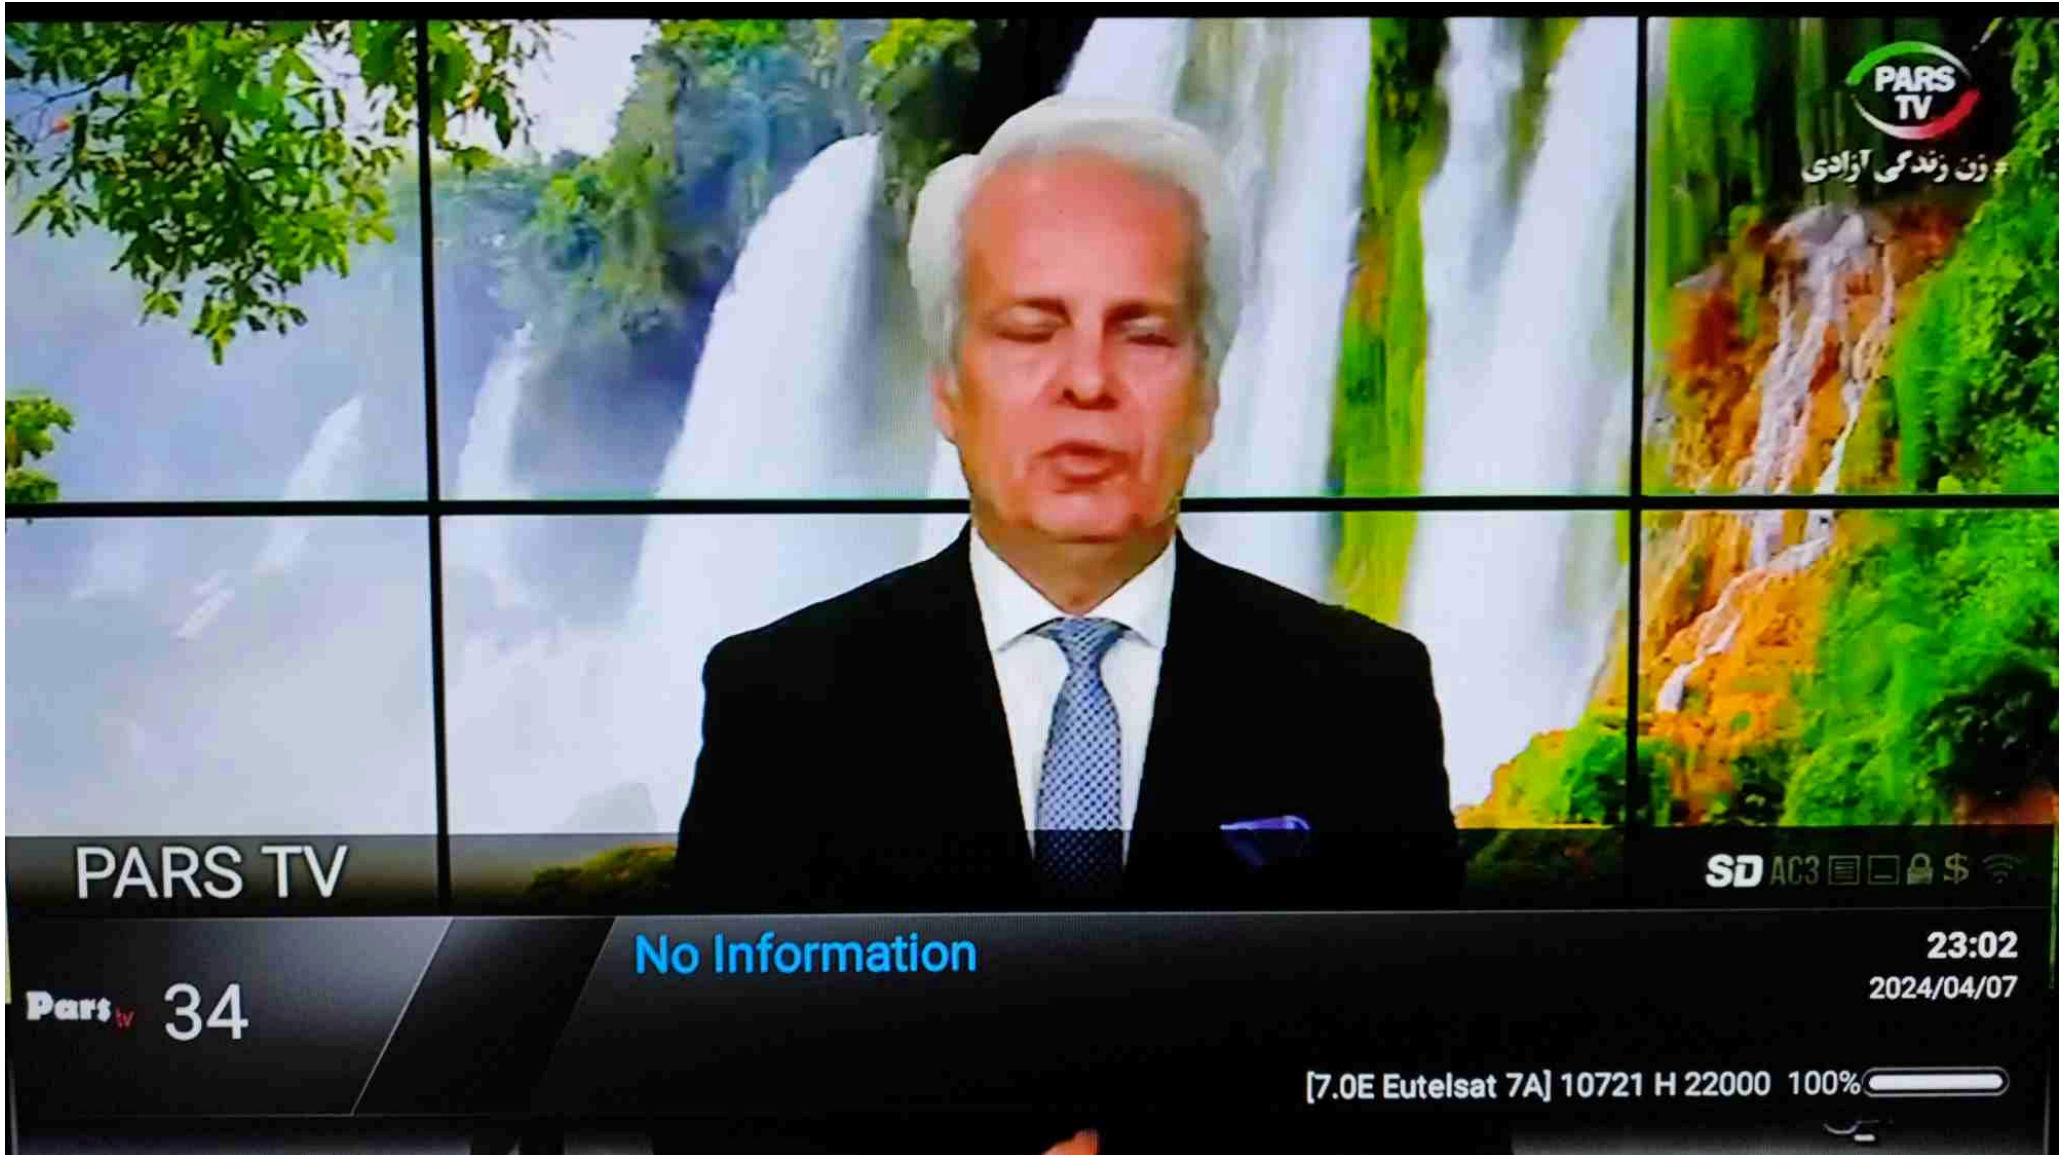 PARS
TV
#زن زندگی آزادی
PARS TV
SD AC3 $
No Information
23:02
2024/04/07
Pars tv 34
[7.0E Eutelsat 7A] 10721 H 22000 100%